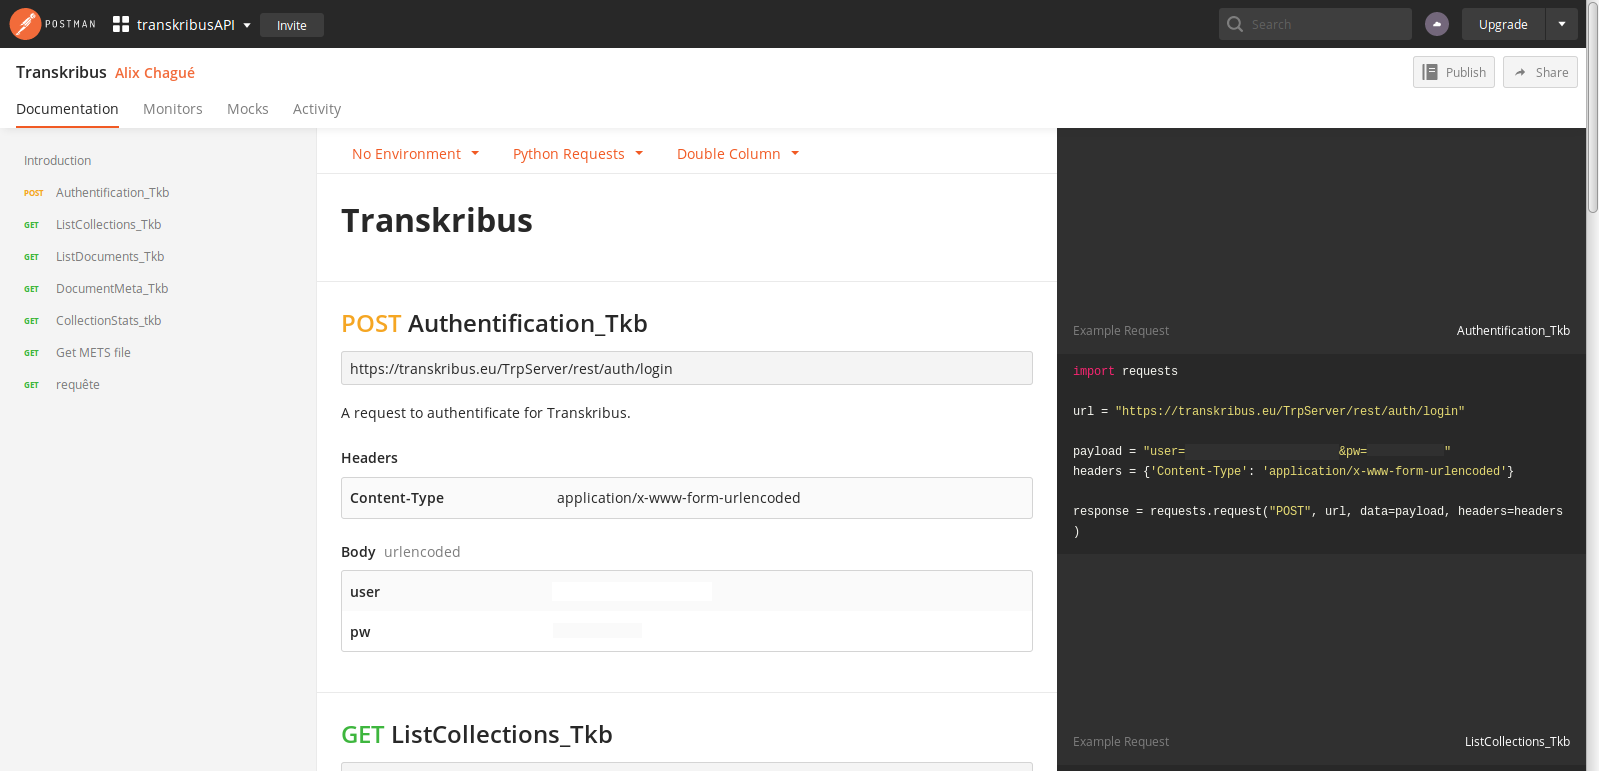 POSTMAN
transkribusAPI
Invite
Search
Upgrade
Transkribus Alix Chagué
Publish
Share
Documentation
Monitors
Mocks
Activity
Introduction
POST Authentification_Tkb
GET ListCollections_Tkb
GET ListDocuments_Tkb
GET DocumentMeta_Tkb
GET CollectionStats_tkb
GET Get METS file
GET requête
No Environment
Python Requests
Double Column
Transkribus
POST Authentification_Tkb
https://transkribus.eu/TrpServer/rest/auth/login
A request to authentificate for Transkribus.
Headers
Content-Type application/x-www-form-urlencoded
Body urlencoded
user
pw
GET ListCollections_Tkb
Example Request Authentification_Tkb
import requests
url = "https://transkribus.eu/TrpServer/rest/auth/login"
payload = "user= &pw= "
headers = {'Content-Type': 'application/x-www-form-urlencoded'}
response = requests.request("POST", url, data=payload, headers=headers
)
Example Request ListCollections_Tkb